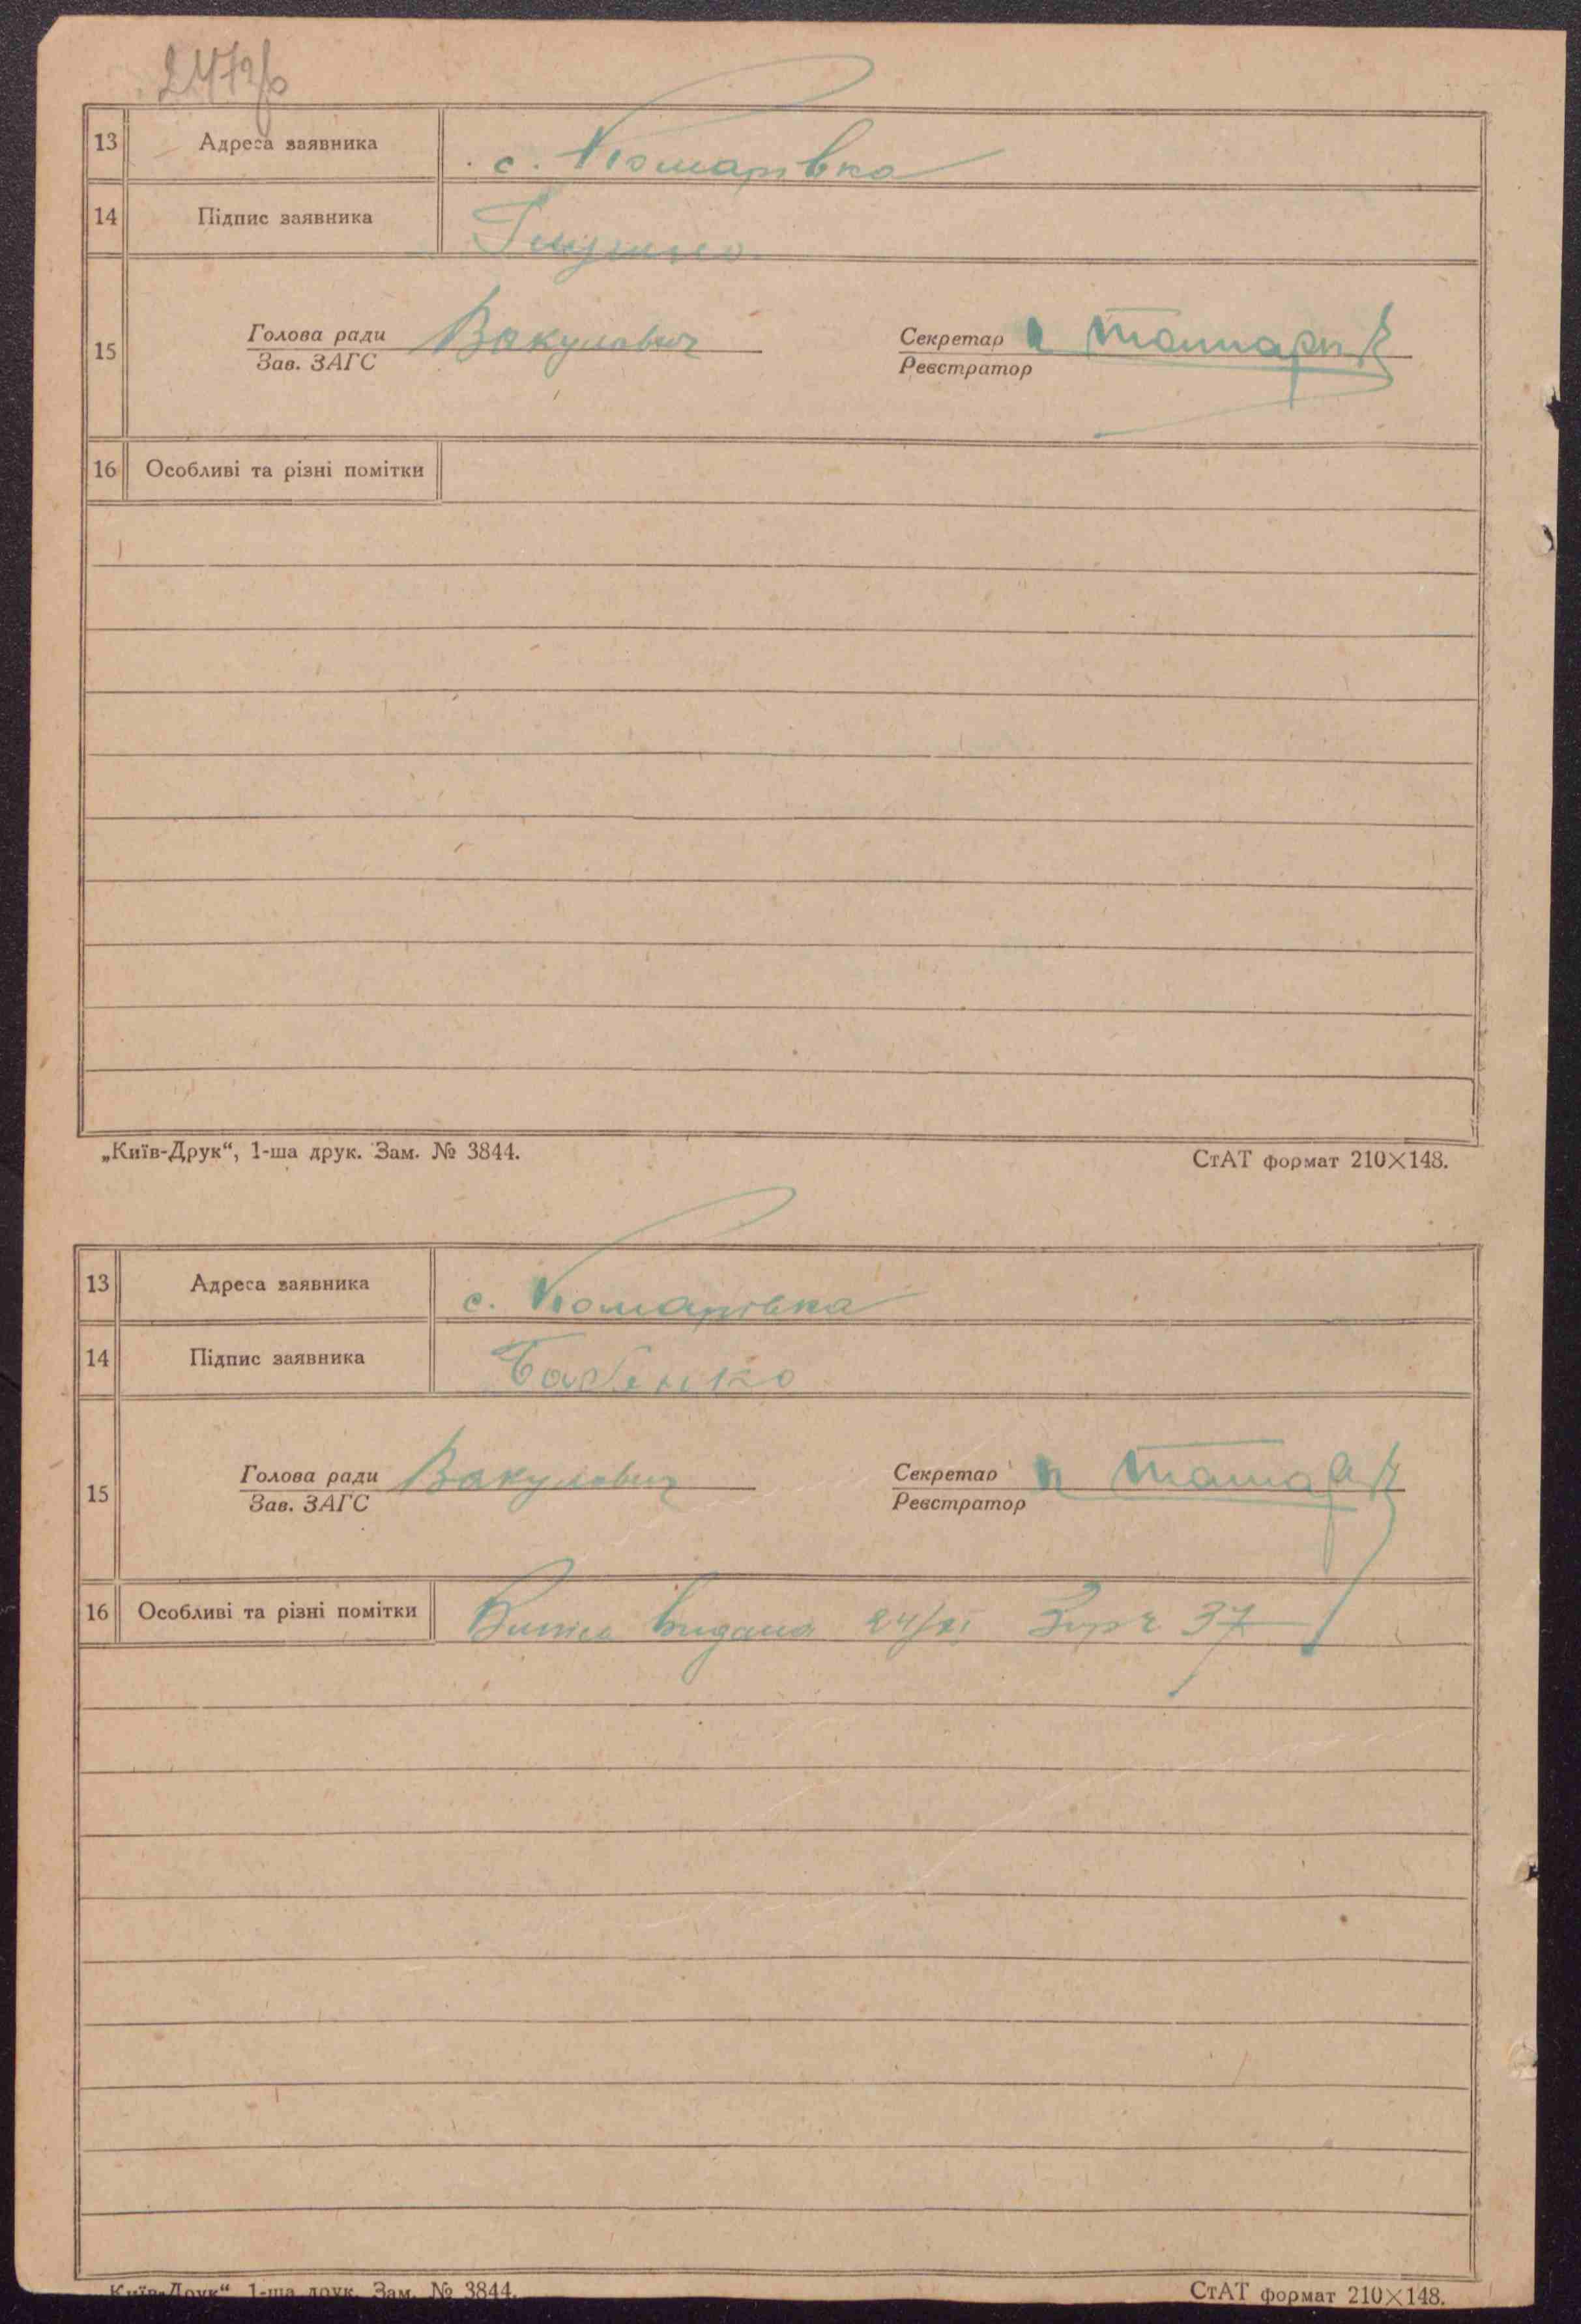 13 Адреса заявника с. Комарівка
14 Підпис заявника
15 Голова ради Вакулович Секретар
Зав. ЗАГС Реєстратор
16 Особливі та різні помітки
„Київ-Друк“, 1-ша друк. Зам. № 3844. СтАТ формат 210×148.
13 Адреса заявника с. Комарівка
14 Підпис заявника Бабенко
15 Голова ради Вакулович Секретар
Зав. ЗАГС Реєстратор
16 Особливі та різні помітки видана 37
Київ-Друк“ 1-ша друк. Зам. № 3844. СтАТ формат 210×148.